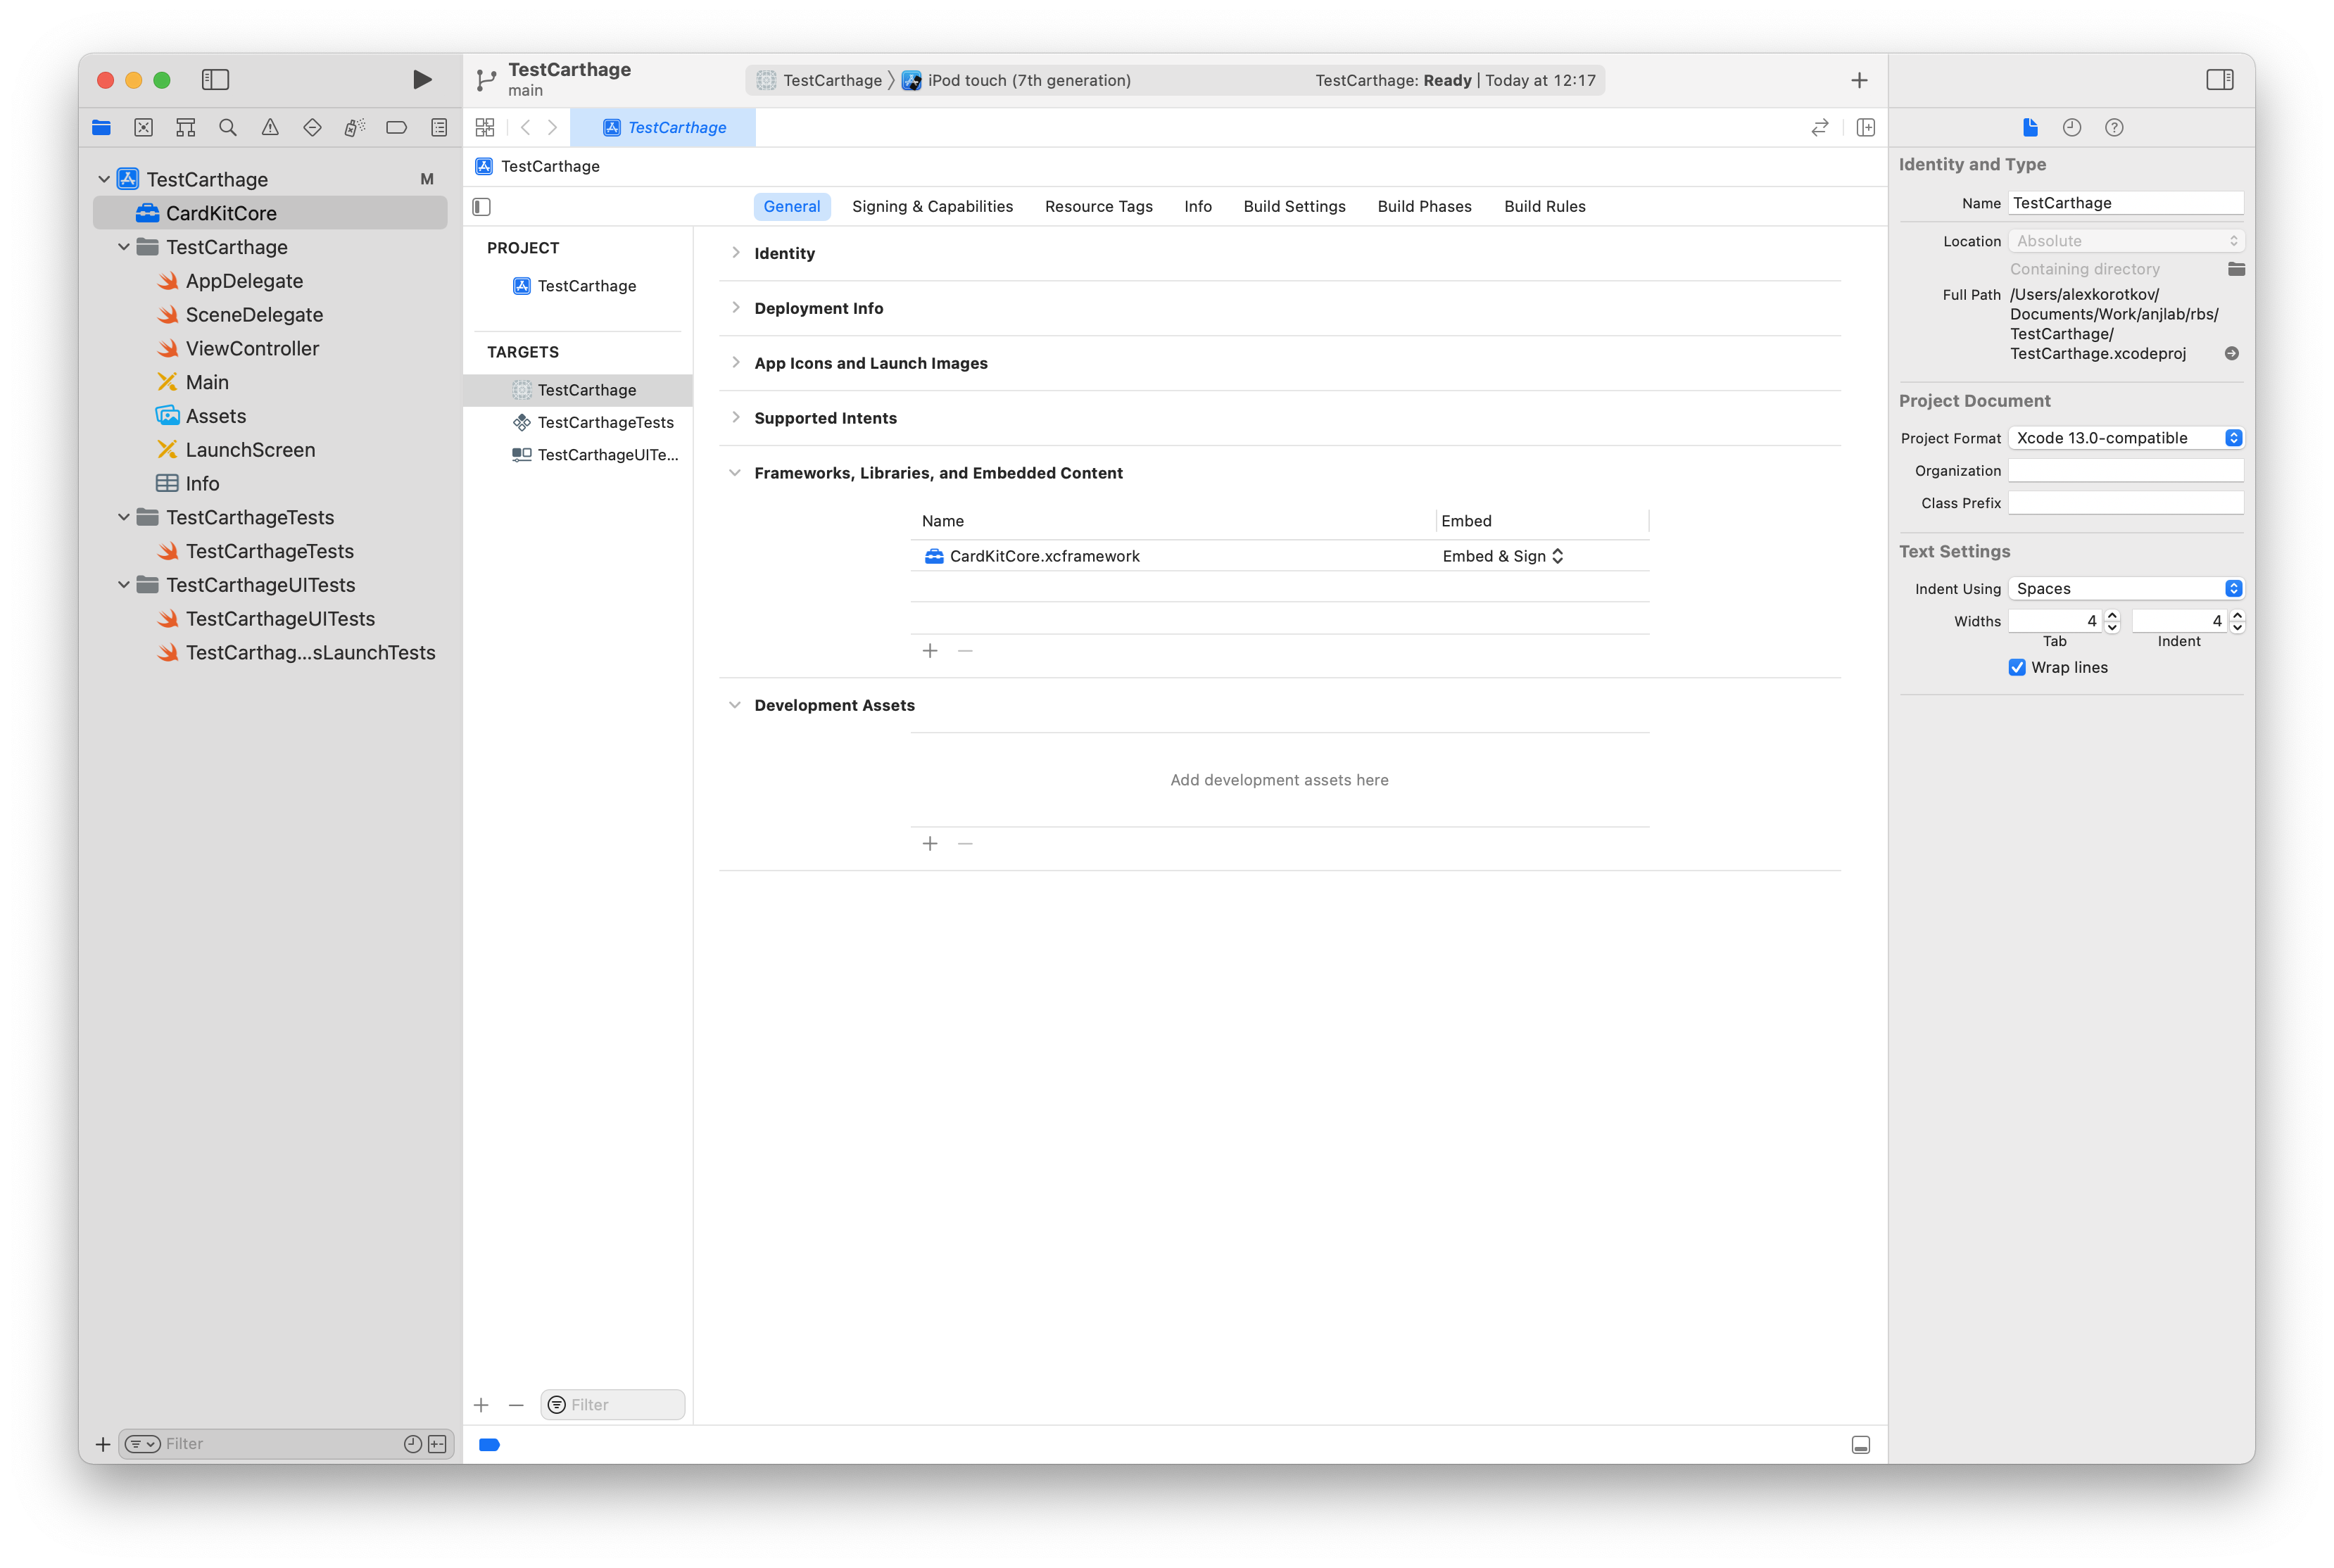 TestCarthage
main
TestCarthage
iPod touch (7th generation)
TestCarthage: Ready | Today at 12:17
TestCarthage
M
CardKitCore
TestCarthage
AppDelegate
SceneDelegate
ViewController
Main
Assets
LaunchScreen
Info
TestCarthageTests
TestCarthageTests
TestCarthageUITests
TestCarthageUITests
TestCarthag...sLaunchTests
Filter
TestCarthage
TestCarthage
General
Signing & Capabilities
Resource Tags
Info
Build Settings
Build Phases
Build Rules
PROJECT
TestCarthage
TARGETS
TestCarthage
TestCarthageTests
TestCarthageUITe...
Filter
Identity
Deployment Info
App Icons and Launch Images
Supported Intents
Frameworks, Libraries, and Embedded Content
Name
Embed
CardKitCore.xcframework
Embed & Sign
Development Assets
Add development assets here
Identity and Type
Name
TestCarthage
Location
Absolute
Containing directory
Full Path
/Users/alexkorotkov/
Documents/Work/anjlab/rbs/
TestCarthage/
TestCarthage.xcodeproj
Project Document
Project Format
Xcode 13.0-compatible
Organization
Class Prefix
Text Settings
Indent Using
Spaces
Widths
4
4
Tab
Indent
Wrap lines